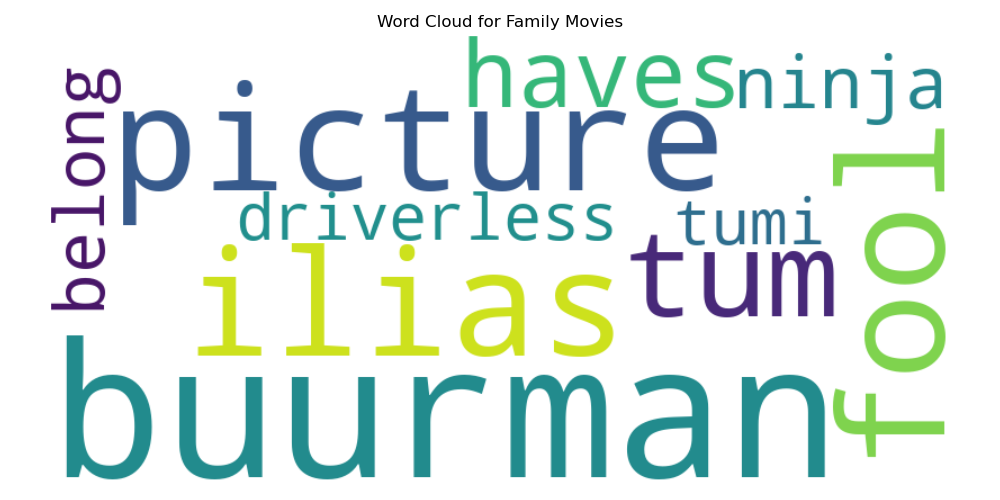 Word Cloud for Family Movies
haves
ninja
belong
picture
fool
driverless
tumi
tum
ilias
buurman